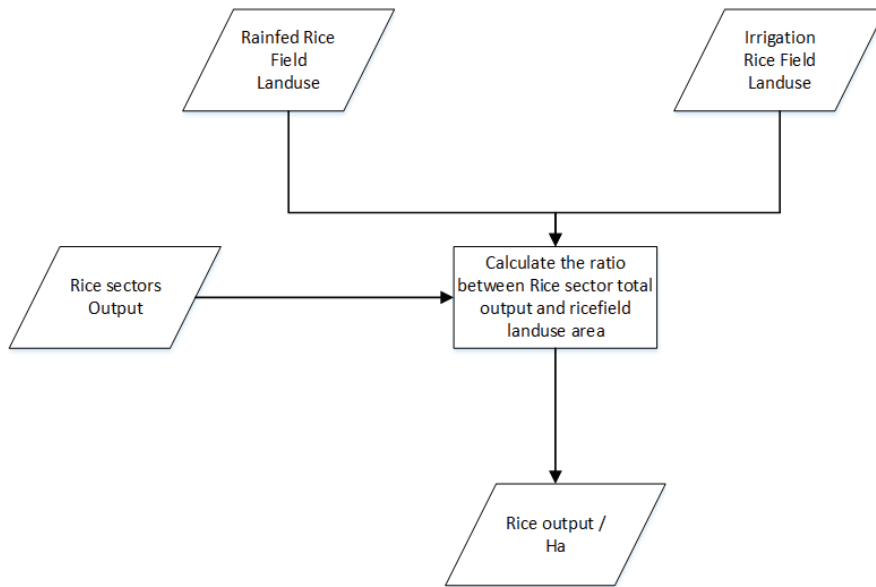 Rainfed Rice
Field
Landuse
Irrigation
Rice Field
Landuse
Rice sectors
Output
Calculate the ratio
between Rice sector total
output and ricefield
landuse area
Rice output /
Ha